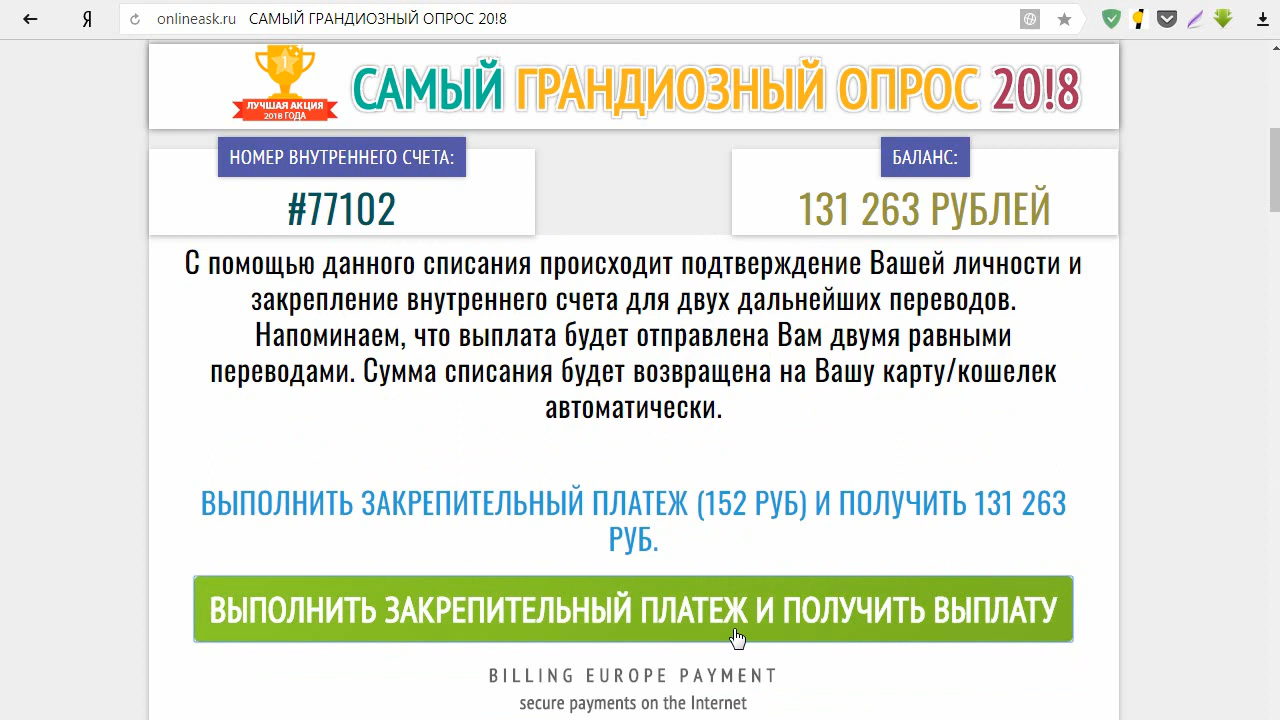 Я
onlineask.ru САМЫЙ ГРАНДИОЗНЫЙ ОПРОС 20!8
1
ЛУЧШАЯ АКЦИЯ
2018 ГОДА
САМЫЙ ГРАНДИОЗНЫЙ ОПРОС 20!8
НОМЕР ВНУТРЕННЕГО СЧЕТА:
#77102
БАЛАНС:
131 263 РУБЛЕЙ
С помощью данного списания происходит подтверждение Вашей личности и
закрепление внутреннего счета для двух дальнейших переводов.
Напоминаем, что выплата будет отправлена Вам двумя равными
переводами. Сумма списания будет возвращена на Вашу карту/кошелек
автоматически.
ВЫПОЛНИТЬ ЗАКРЕПИТЕЛЬНЫЙ ПЛАТЕЖ (152 РУБ) И ПОЛУЧИТЬ 131 263
РУБ.
ВЫПОЛНИТЬ ЗАКРЕПИТЕЛЬНЫЙ ПЛАТЕЖ И ПОЛУЧИТЬ ВЫПЛАТУ
BILLING EUROPE PAYMENT
secure payments on the Internet